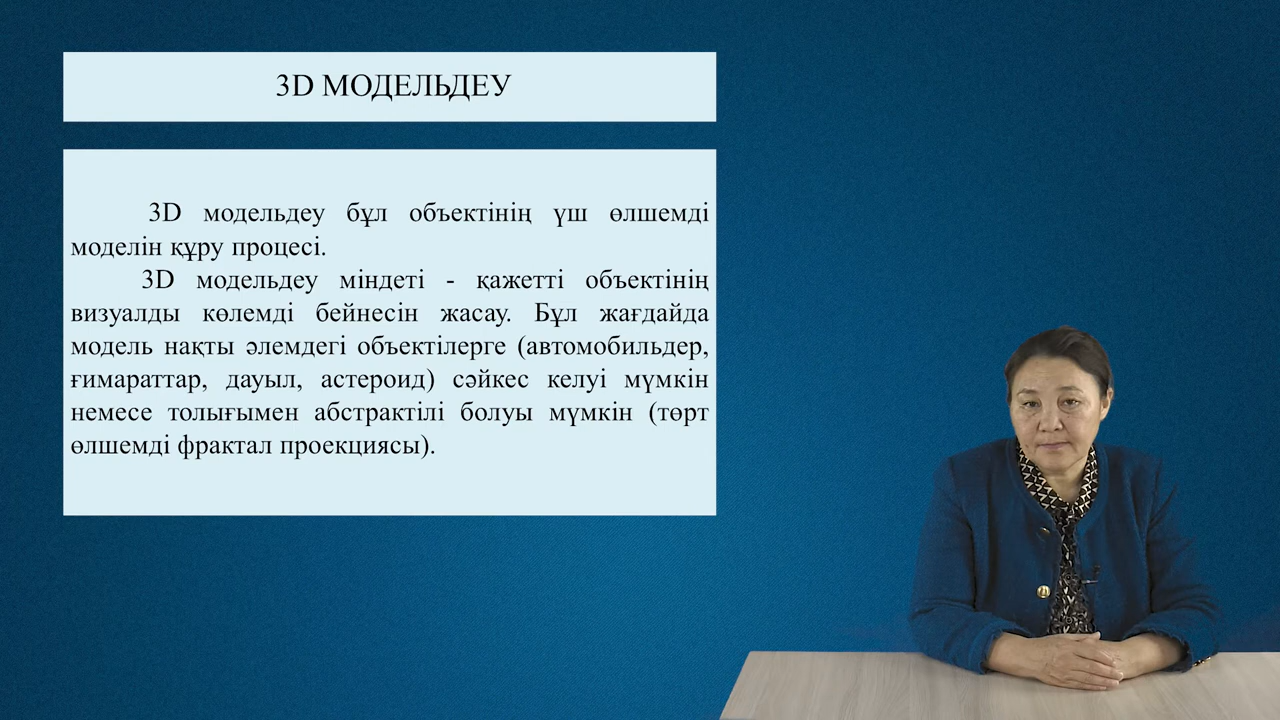 3D МОДЕЛЬДЕУ
3D модельдеу бұл объектінің үш өлшемді
моделін құру процесі.
3D модельдеу міндеті - қажетті объектінің
визуалды көлемді бейнесін жасау. Бұл жағдайда
модель нақты әлемдегі объектілерге (автомобильдер,
ғимараттар, дауыл, астероид) сәйкес келуі мүмкін
немесе толығымен абстрактілі болуы мүмкін (төрт
өлшемді фрактал проекциясы).